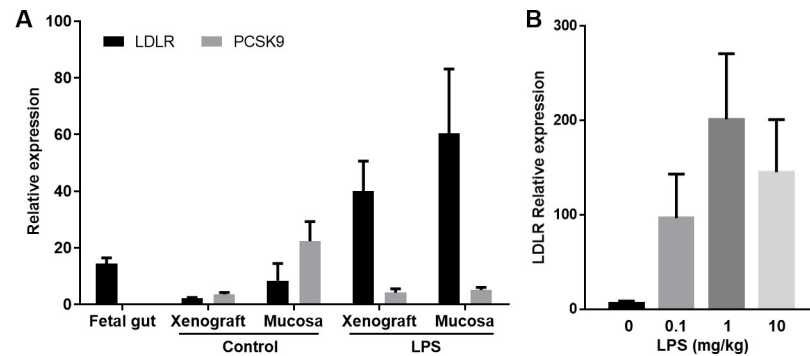 A
LDLR PCSK9
Relative expression
100
80
60
40
20
0
Fetal gut Xenograft Mucosa Xenograft Mucosa
Control LPS
B
LDLR Relative expression
300
200
100
0
0 0.1 1 10
LPS (mg/kg)